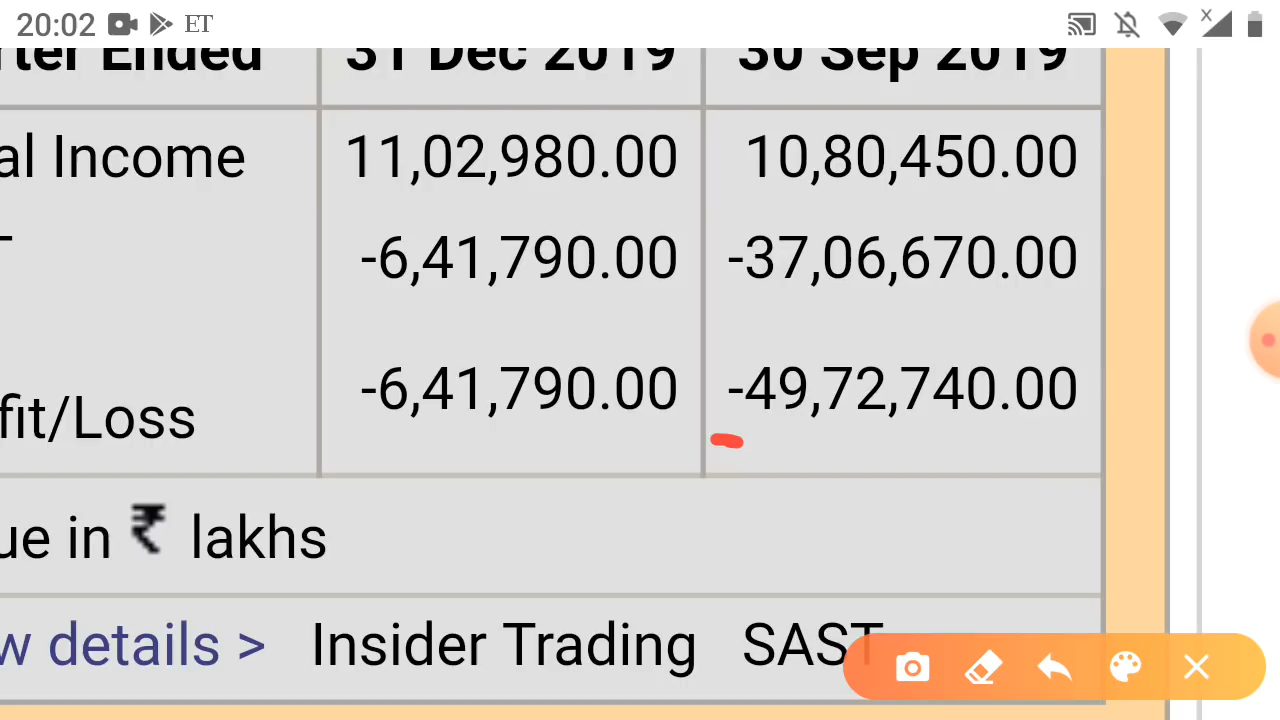 20:02 ET X
rter Ended 31 Dec 2019 30 Sep 2019
al Income 11,02,980.00 10,80,450.00
T -6,41,790.00 -37,06,670.00
-6,41,790.00 -49,72,740.00
fit/Loss
ue in ₹ lakhs
w details > Insider Trading SAST